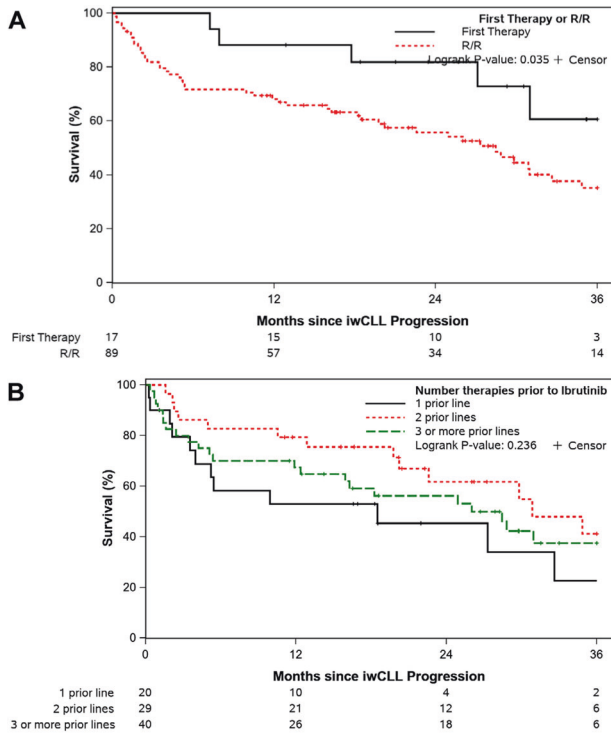 A
First Therapy or R/R
First Therapy
R/R
Logrank P-value: 0.035 + Censor
100
80
60
40
20
0
Survival (%)
0 12 24 36
Months since iwCLL Progression
First Therapy 17 15 10 3
R/R 89 57 34 14
B
Number therapies prior to Ibrutinib
1 prior line
2 prior lines
3 or more prior lines
Logrank P-value: 0.236 + Censor
100
80
60
40
20
0
Survival (%)
0 12 24 36
Months since iwCLL Progression
1 prior line 20 10 4 2
2 prior lines 29 21 12 6
3 or more prior lines 40 26 18 6